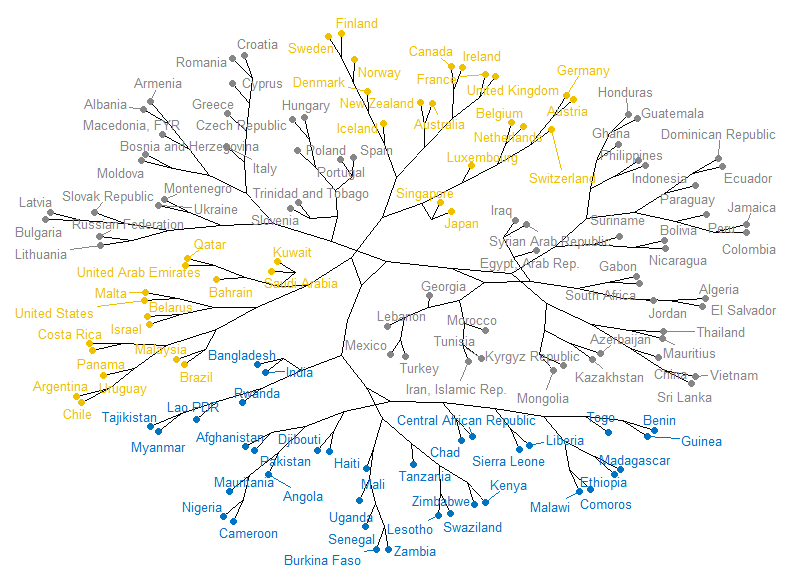 Finland
Sweden
Croatia
Romania
Canada
Ireland
Norway
France
Germany
Armenia
Cyprus
Denmark
United Kingdom
Honduras
Albania
Greece
Hungary
New Zealand
Austria
Belgium
Guatemala
Macedonia, FYR
Czech Republic
Iceland
Australia
Netherlands
Ghana
Dominican Republic
Bosnia and Herzegovina
Poland
Spain
Luxembourg
Philippines
Moldova
Italy
Portugal
Switzerland
Indonesia
Ecuador
Montenegro
Trinidad and Tobago
Singapore
Paraguay
Slovak Republic
Latvia
Ukraine
Slovenia
Iraq
Suriname
Jamaica
Bulgaria
Russian Federation
Japan
Syrian Arab Republic
Bolivia
Peru
Lithuania
Qatar
Kuwait
Egypt, Arab Rep.
Nicaragua
Colombia
United Arab Emirates
Saudi Arabia
Gabon
Malta
Bahrain
Georgia
South Africa
Algeria
United States
Belarus
Jordan
El Salvador
Israel
Lebanon
Morocco
Costa Rica
Malaysia
Mexico
Tunisia
Azerbaijan
Thailand
Panama
Bangladesh
Kyrgyz Republic
Mauritius
Brazil
India
Turkey
Kazakhstan
China
Vietnam
Argentina
Uruguay
Rwanda
Iran, Islamic Rep.
Mongolia
Sri Lanka
Chile
Tajikistan
Lao PDR
Central African Republic
Togo
Benin
Myanmar
Afghanistan
Djibouti
Chad
Liberia
Guinea
Pakistan
Haiti
Tanzania
Sierra Leone
Madagascar
Mauritania
Angola
Mali
Kenya
Ethiopia
Nigeria
Uganda
Zimbabwe
Malawi
Comoros
Cameroon
Senegal
Lesotho
Swaziland
Burkina Faso
Zambia